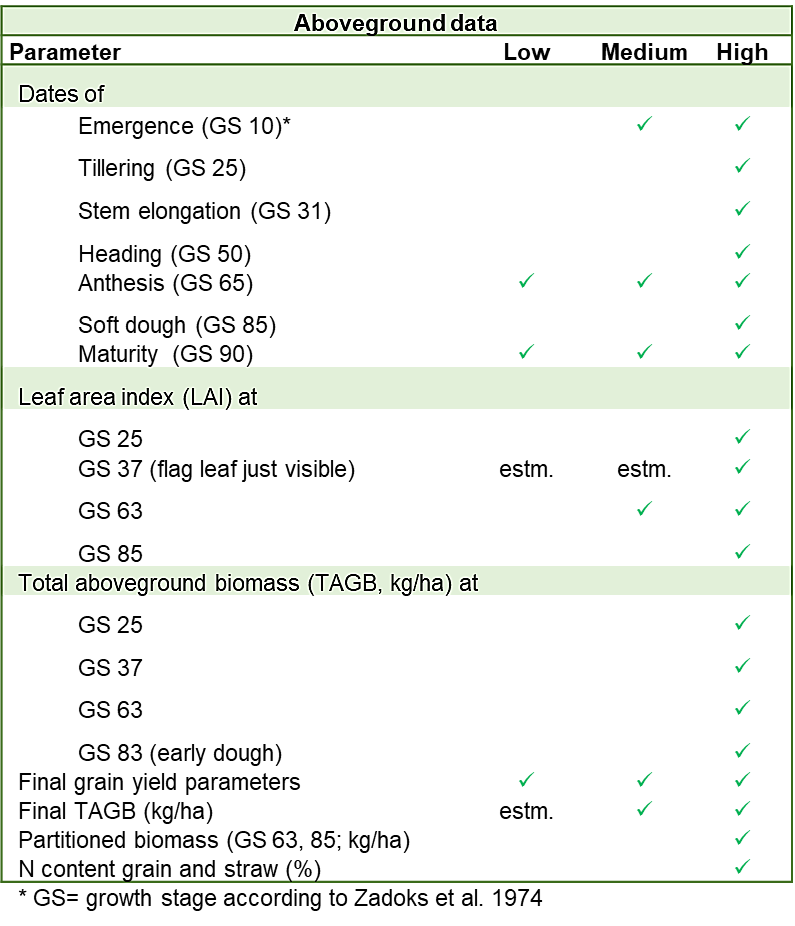 Aboveground data
Parameter Low Medium High
Dates of
Emergence (GS 10)* ✓ ✓
Tillering (GS 25) ✓
Stem elongation (GS 31) ✓
Heading (GS 50) ✓
Anthesis (GS 65) ✓ ✓ ✓
Soft dough (GS 85) ✓
Maturity (GS 90) ✓ ✓ ✓
Leaf area index (LAI) at
GS 25 ✓
GS 37 (flag leaf just visible) estm. estm. ✓
GS 63 ✓ ✓
GS 85 ✓
Total aboveground biomass (TAGB, kg/ha) at
GS 25 ✓
GS 37 ✓
GS 63 ✓
GS 83 (early dough) ✓
Final grain yield parameters ✓ ✓ ✓
Final TAGB (kg/ha) estm. ✓ ✓
Partitioned biomass (GS 63, 85; kg/ha) ✓
N content grain and straw (%) ✓
* GS= growth stage according to Zadoks et al. 1974